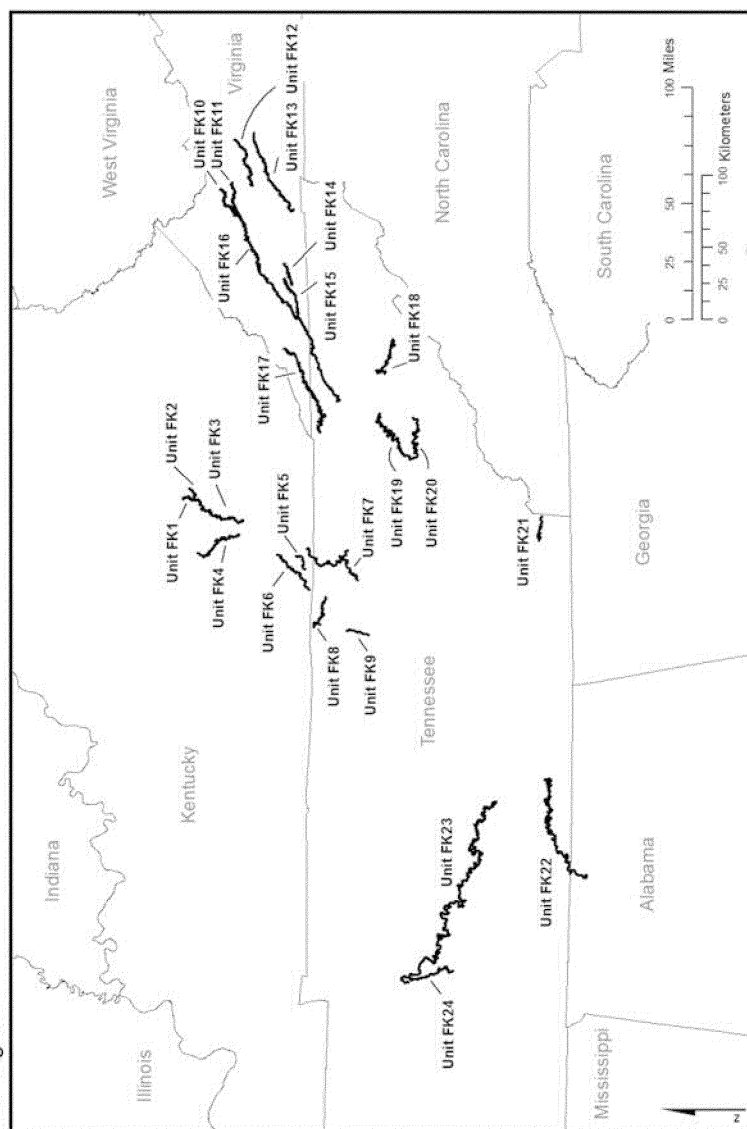 Illinois
Indiana
West Virginia
Virginia
Kentucky
Unit FK10
Unit FK11
Unit FK12
Unit FK13
Unit FK14
Unit FK15
Unit FK16
Unit FK17
Unit FK1
Unit FK2
Unit FK3
Unit FK4
Unit FK5
Unit FK6
Unit FK7
Unit FK8
Unit FK9
Unit FK18
Unit FK19
Unit FK20
Unit FK21
Unit FK22
Unit FK23
Unit FK24
Tennessee
North Carolina
South Carolina
Georgia
Alabama
Mississippi
N
0 25 50 100 Miles
0 25 50 100 Kilometers